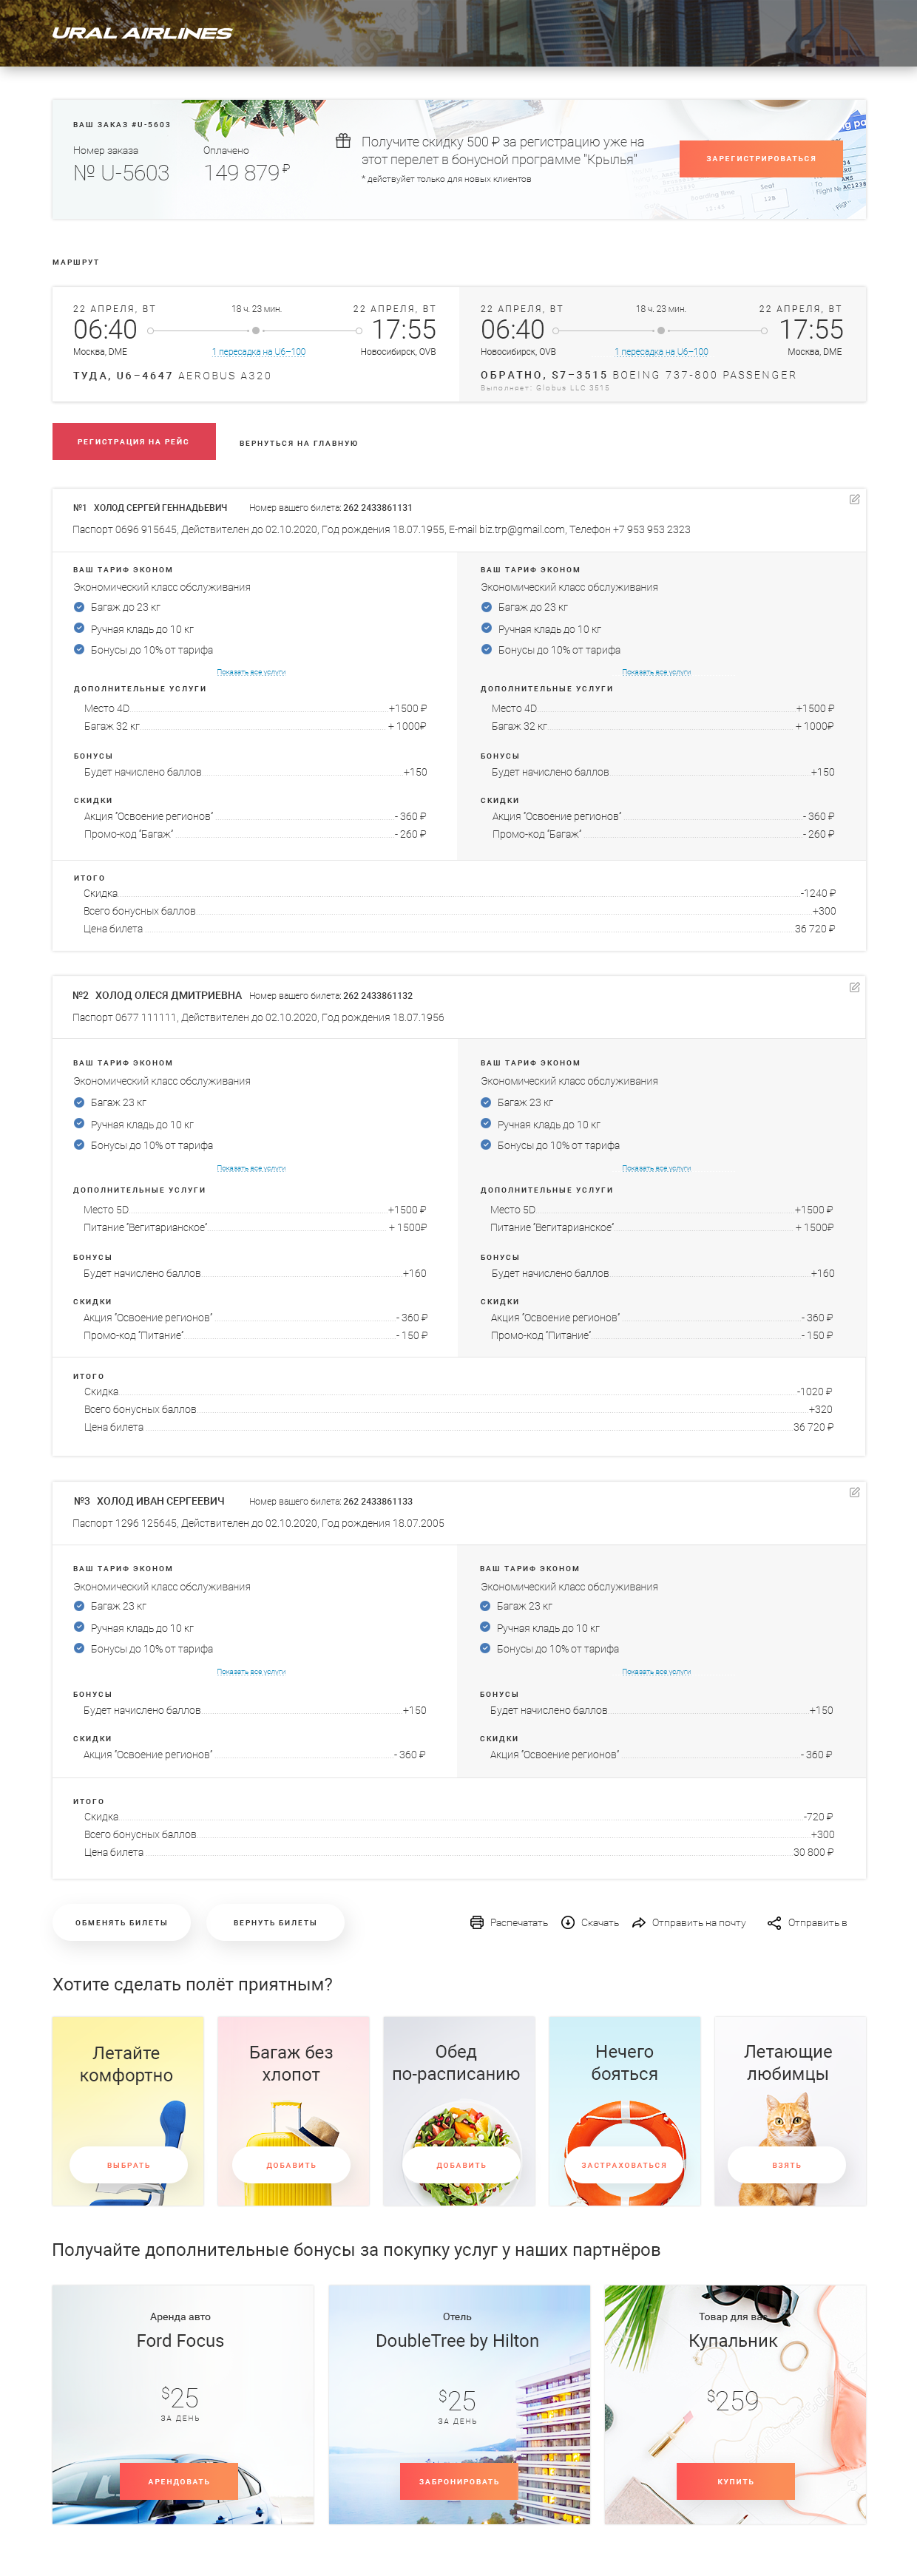 URAL AIRLINES
ВАШ ЗАКАЗ #U-5603
Номер заказа
№ U-5603
Оплачено
149 879 ₽
Получите скидку 500 ₽ за регистрацию уже на
этот перелет в бонусной программе "Крылья"
* действуйет только для новых клиентов
ЗАРЕГИСТРИРОВАТЬСЯ
МАРШРУТ
22 АПРЕЛЯ, ВТ 18 ч. 23 мин. 22 АПРЕЛЯ, ВТ
06:40 17:55
Москва, DME 1 пересадка на U6–100 Новосибирск, OVB
ТУДА, U6–4647 AEROBUS A320
22 АПРЕЛЯ, ВТ 18 ч. 23 мин. 22 АПРЕЛЯ, ВТ
06:40 17:55
Новосибирск, OVB 1 пересадка на U6–100 Москва, DME
ОБРАТНО, S7–3515 BOEING 737-800 PASSENGER
Выполняет: Globus LLC 3515
РЕГИСТРАЦИЯ НА РЕЙС
ВЕРНУТЬСЯ НА ГЛАВНУЮ
№1 ХОЛОД СЕРГЕЙ ГЕННАДЬЕВИЧ Номер вашего билета: 262 2433861131
Паспорт 0696 915645, Действителен до 02.10.2020, Год рождения 18.07.1955, E-mail biz.trp@gmail.com, Телефон +7 953 953 2323
ВАШ ТАРИФ ЭКОНОМ
Экономический класс обслуживания
Багаж до 23 кг
Ручная кладь до 10 кг
Бонусы до 10% от тарифа
Показать все услуги
ДОПОЛНИТЕЛЬНЫЕ УСЛУГИ
Место 4D +1500 ₽
Багаж 32 кг + 1000₽
БОНУСЫ
Будет начислено баллов +150
СКИДКИ
Акция "Освоение регионов" - 360 ₽
Промо-код "Багаж" - 260 ₽
ВАШ ТАРИФ ЭКОНОМ
Экономический класс обслуживания
Багаж до 23 кг
Ручная кладь до 10 кг
Бонусы до 10% от тарифа
Показать все услуги
ДОПОЛНИТЕЛЬНЫЕ УСЛУГИ
Место 4D +1500 ₽
Багаж 32 кг + 1000₽
БОНУСЫ
Будет начислено баллов +150
СКИДКИ
Акция "Освоение регионов" - 360 ₽
Промо-код "Багаж" - 260 ₽
ИТОГО
Скидка -1240 ₽
Всего бонусных баллов +300
Цена билета 36 720 ₽
№2 ХОЛОД ОЛЕСЯ ДМИТРИЕВНА Номер вашего билета: 262 2433861132
Паспорт 0677 111111, Действителен до 02.10.2020, Год рождения 18.07.1956
ВАШ ТАРИФ ЭКОНОМ
Экономический класс обслуживания
Багаж 23 кг
Ручная кладь до 10 кг
Бонусы до 10% от тарифа
Показать все услуги
ДОПОЛНИТЕЛЬНЫЕ УСЛУГИ
Место 5D +1500 ₽
Питание "Вегитарианское" + 1500₽
БОНУСЫ
Будет начислено баллов +160
СКИДКИ
Акция "Освоение регионов" - 360 ₽
Промо-код "Питание" - 150 ₽
ВАШ ТАРИФ ЭКОНОМ
Экономический класс обслуживания
Багаж 23 кг
Ручная кладь до 10 кг
Бонусы до 10% от тарифа
Показать все услуги
ДОПОЛНИТЕЛЬНЫЕ УСЛУГИ
Место 5D +1500 ₽
Питание "Вегитарианское" + 1500₽
БОНУСЫ
Будет начислено баллов +160
СКИДКИ
Акция "Освоение регионов" - 360 ₽
Промо-код "Питание" - 150 ₽
ИТОГО
Скидка -1020 ₽
Всего бонусных баллов +320
Цена билета 36 720 ₽
№3 ХОЛОД ИВАН СЕРГЕЕВИЧ Номер вашего билета: 262 2433861133
Паспорт 1296 125645, Действителен до 02.10.2020, Год рождения 18.07.2005
ВАШ ТАРИФ ЭКОНОМ
Экономический класс обслуживания
Багаж 23 кг
Ручная кладь до 10 кг
Бонусы до 10% от тарифа
Показать все услуги
БОНУСЫ
Будет начислено баллов +150
СКИДКИ
Акция "Освоение регионов" - 360 ₽
ВАШ ТАРИФ ЭКОНОМ
Экономический класс обслуживания
Багаж 23 кг
Ручная кладь до 10 кг
Бонусы до 10% от тарифа
Показать все услуги
БОНУСЫ
Будет начислено баллов +150
СКИДКИ
Акция "Освоение регионов" - 360 ₽
ИТОГО
Скидка -720 ₽
Всего бонусных баллов +300
Цена билета 30 800 ₽
ОБМЕНЯТЬ БИЛЕТЫ
ВЕРНУТЬ БИЛЕТЫ
Распечатать Скачать Отправить на почту Отправить в
Хотите сделать полёт приятным?
Летайте
комфортно
ВЫБРАТЬ
Багаж без
хлопот
ДОБАВИТЬ
Обед
по-расписанию
ДОБАВИТЬ
Нечего
бояться
ЗАСТРАХОВАТЬСЯ
Летающие
любимцы
ВЗЯТЬ
Получайте дополнительные бонусы за покупку услуг у наших партнёров
Аренда авто
Ford Focus
$25
ЗА ДЕНЬ
АРЕНДОВАТЬ
Отель
DoubleTree by Hilton
$25
ЗА ДЕНЬ
ЗАБРОНИРОВАТЬ
Товар для вас
Купальник
$259
КУПИТЬ